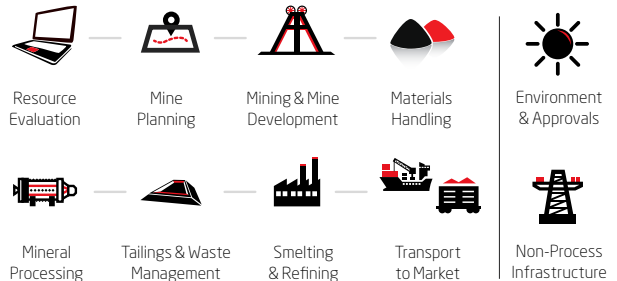 Resource
Evaluation
Mine
Planning
Mining & Mine
Development
Materials
Handling
Environment
& Approvals
Mineral
Processing
Tailings & Waste
Management
Smelting
& Refining
Transport
to Market
Non-Process
Infrastructure